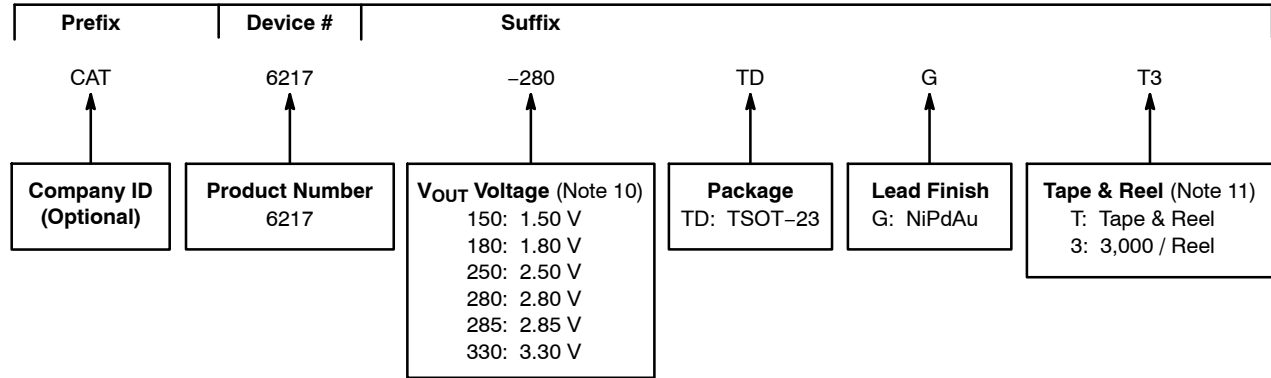 Prefix Device # Suffix
CAT 6217 −280 TD G T3
Company ID
(Optional)
Product Number
6217
VOUT Voltage (Note 10)
150: 1.50 V
180: 1.80 V
250: 2.50 V
280: 2.80 V
285: 2.85 V
330: 3.30 V
Package
TD: TSOT−23
Lead Finish
G: NiPdAu
Tape & Reel (Note 11)
T: Tape & Reel
3: 3,000 / Reel